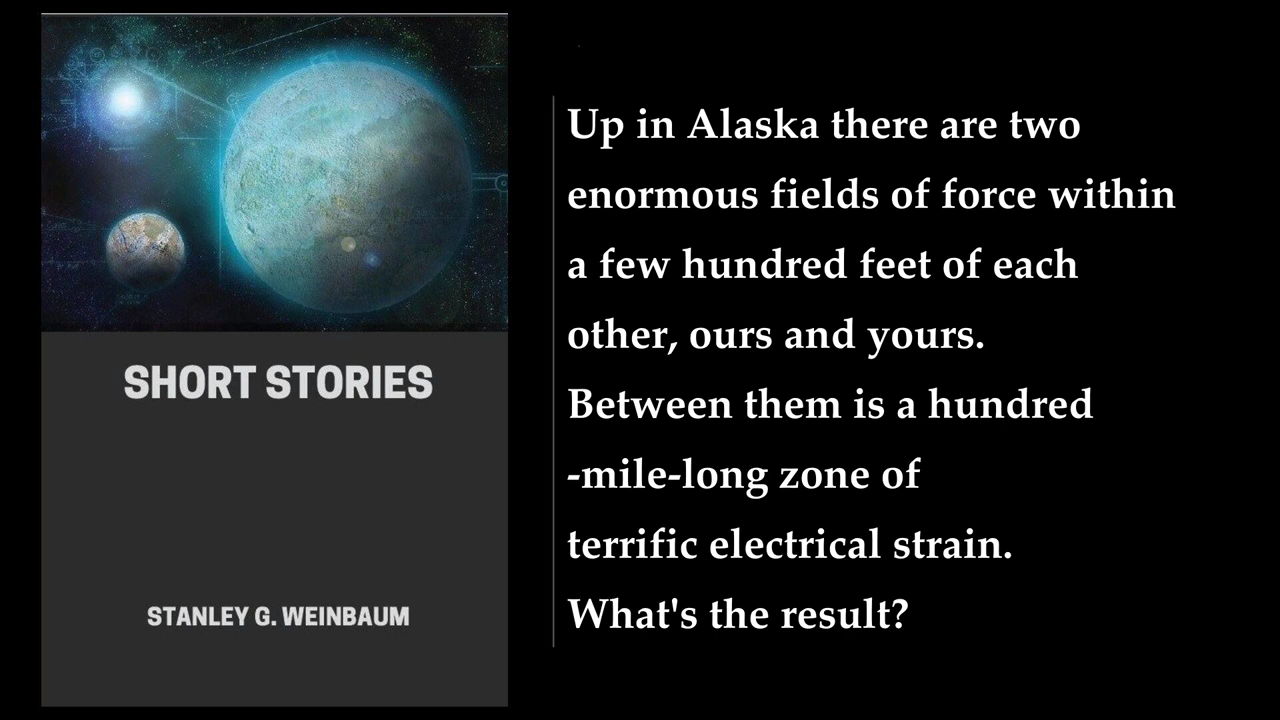 SHORT STORIES
STANLEY G. WEINBAUM
Up in Alaska there are two
enormous fields of force within
a few hundred feet of each
other, ours and yours.
Between them is a hundred
-mile-long zone of
terrific electrical strain.
What's the result?